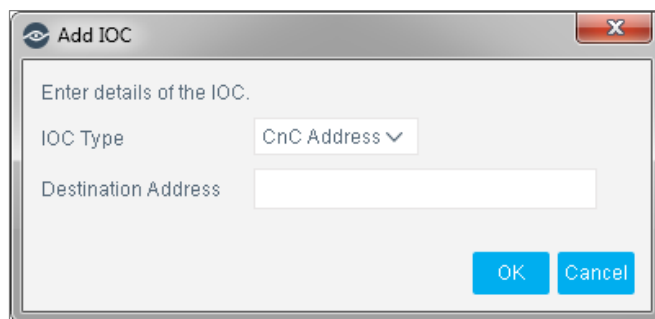 Add IOC
Enter details of the IOC.
IOC Type CnC Address
Destination Address
OK Cancel